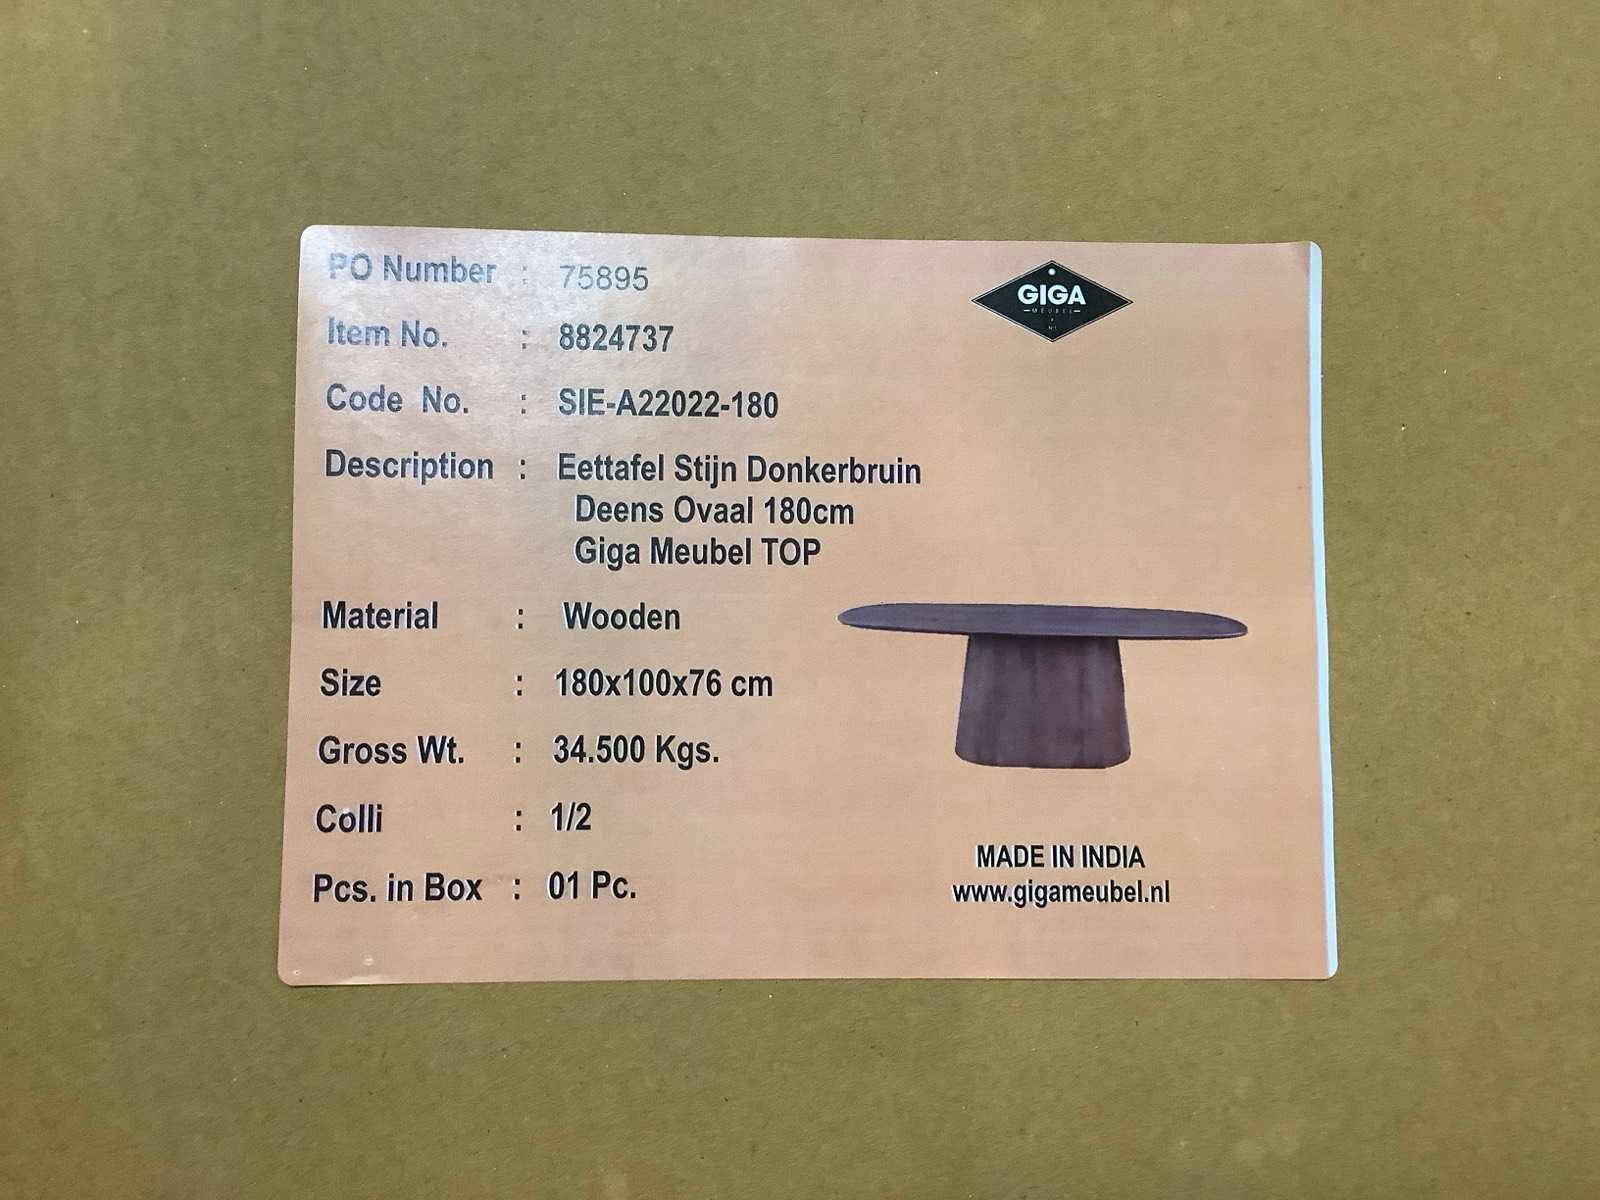 PO Number : 75895
GIGA
MEUBEL
Item No. : 8824737
Code No. : SIE-A22022-180
Description : Eettafel Stijn Donkerbruin
Deens Ovaal 180cm
Giga Meubel TOP
Material : Wooden
Size : 180x100x76 cm
Gross Wt. : 34.500 Kgs.
Colli : 1/2
Pcs. in Box : 01 Pc.
MADE IN INDIA
www.gigameubel.nl